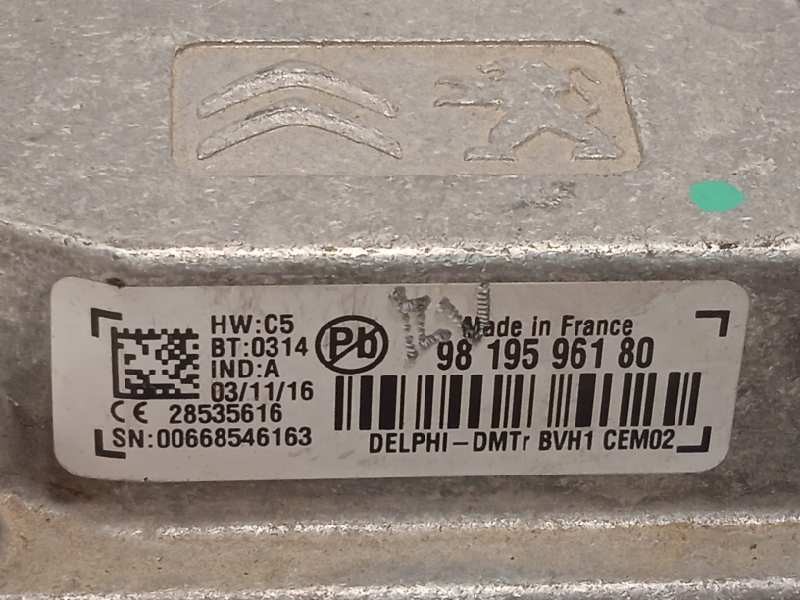 HW:C5
BT:0314
IND:A
03/11/16
CE 28535616
SN:00668546163
Pb
Made in France
98 195 961 80
DELPHI-DMTr BVH1 CEM02